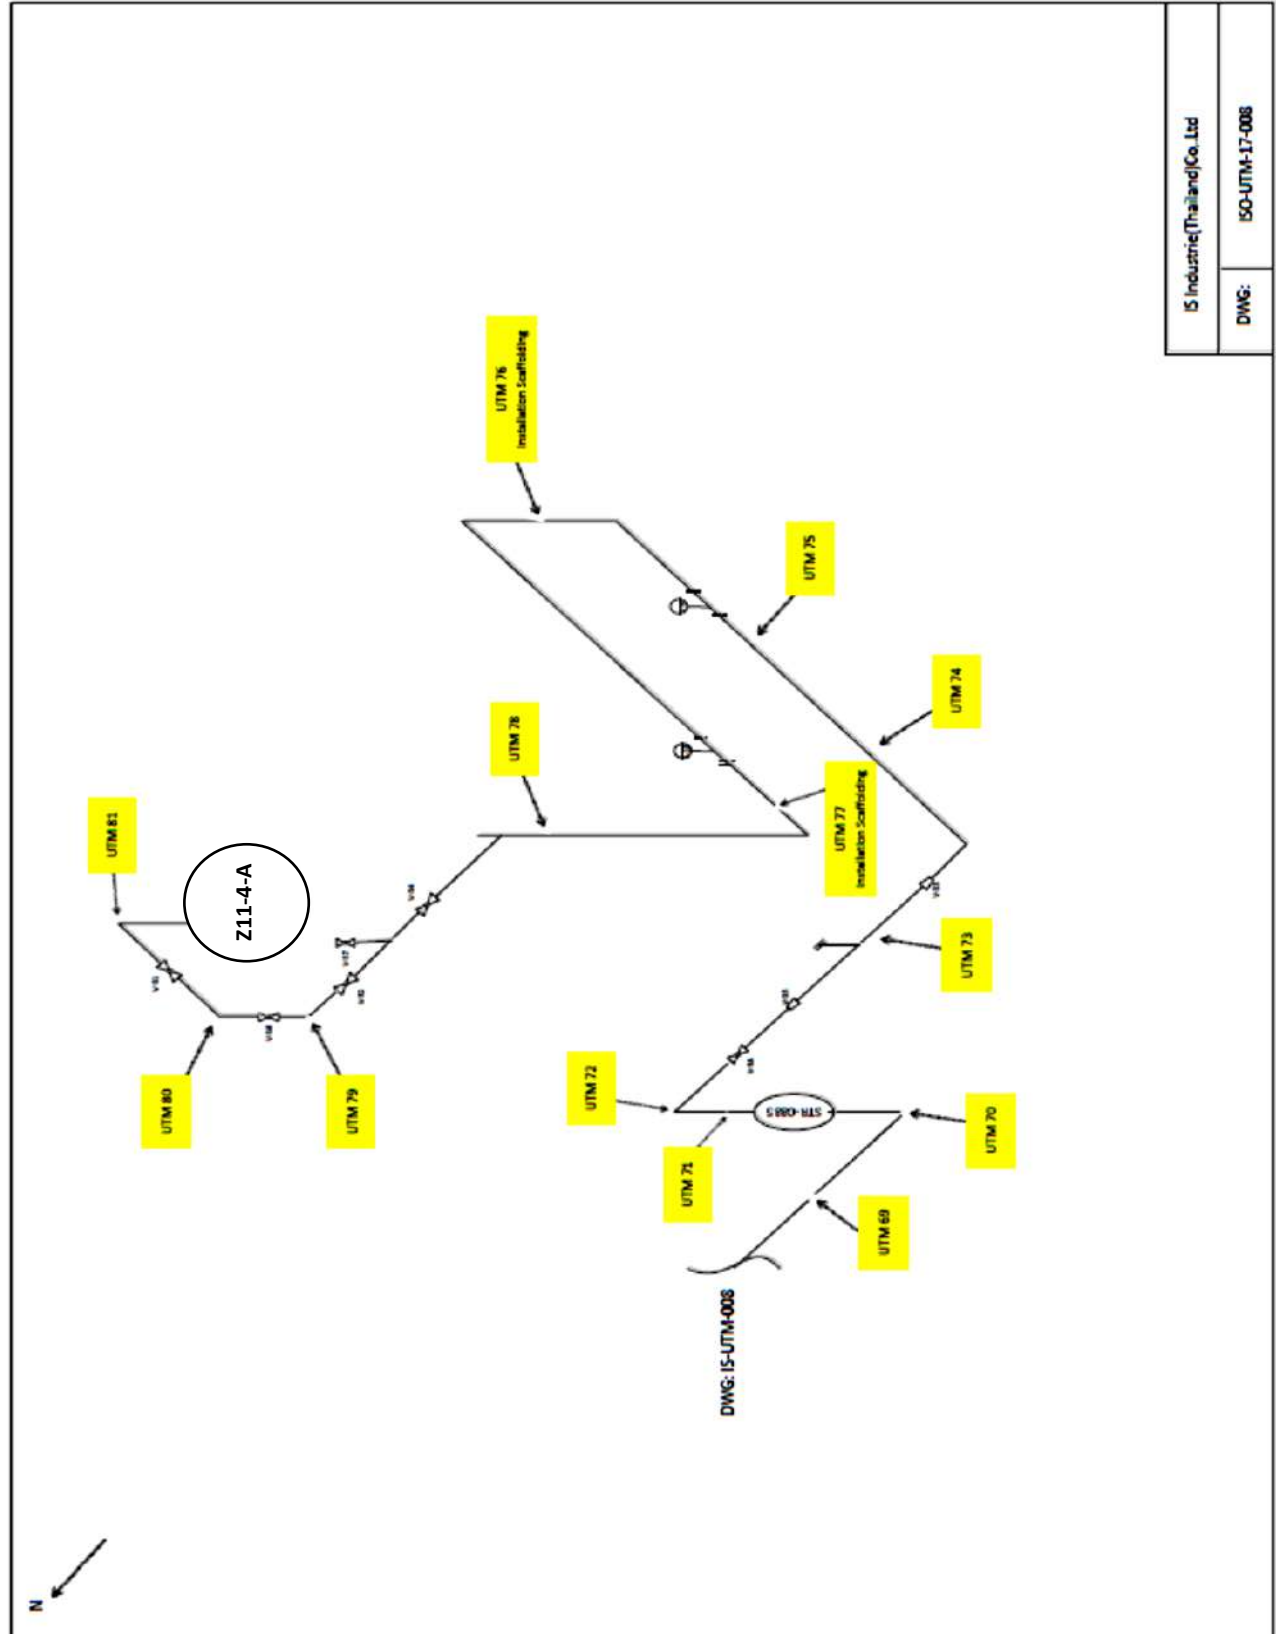 N
UTM 81
Z11-4-A
UTM 80
UTM 79
UTM 78
UTM 76
Installation Scaffolding
UTM 72
UTM 71
STR-088 S
UTM 77
Installation Scaffolding
UTM 75
UTM 74
UTM 73
UTM 70
UTM 69
DWG: IS-UTM-008
IS Industrie(Thailand)Co,.Ltd
DWG:
ISO-UTM-17-008